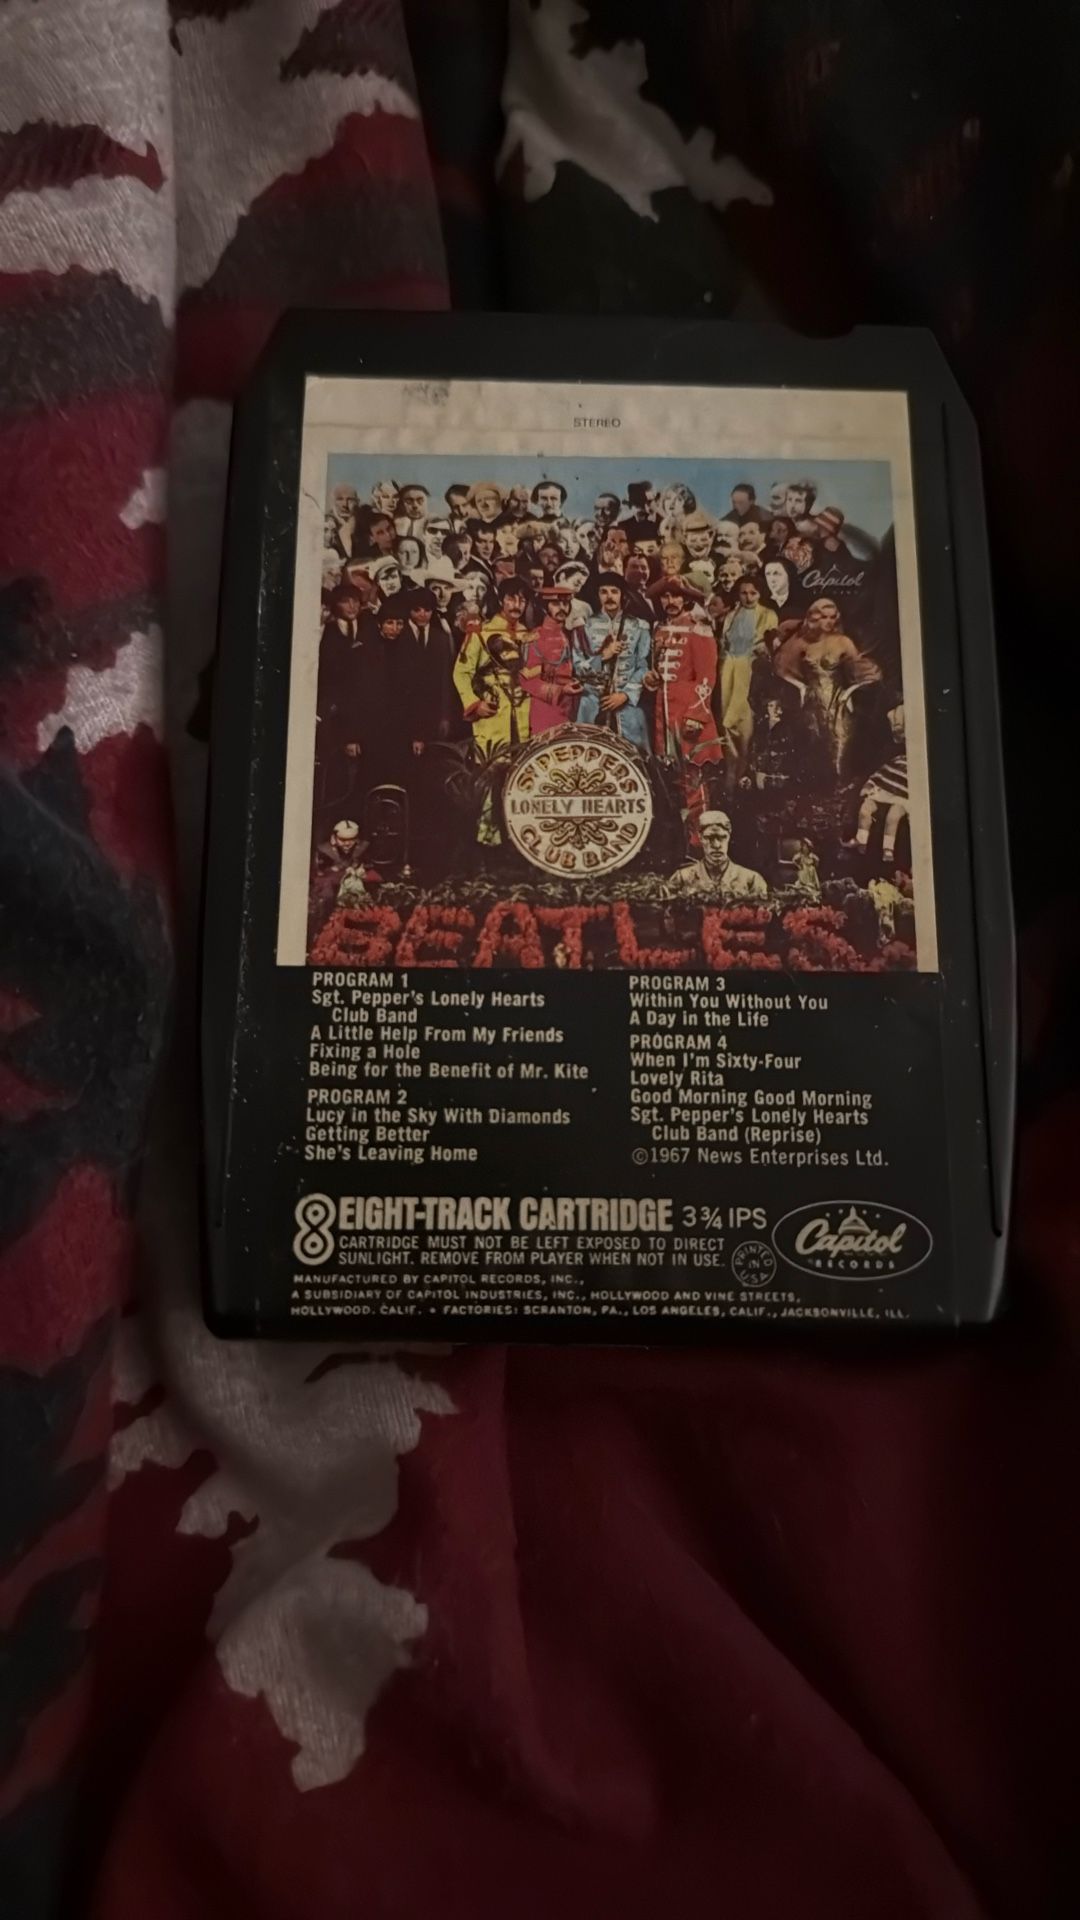 STEREO
Capitol
SGT PEPPERS
LONELY HEARTS
CLUB BAND
BEATLES
PROGRAM 1
Sgt. Pepper's Lonely Hearts
Club Band
A Little Help From My Friends
Fixing a Hole
Being for the Benefit of Mr. Kite
PROGRAM 2
Lucy in the Sky With Diamonds
Getting Better
She's Leaving Home
PROGRAM 3
Within You Without You
A Day in the Life
PROGRAM 4
When I'm Sixty-Four
Lovely Rita
Good Morning Good Morning
Sgt. Pepper's Lonely Hearts
Club Band (Reprise)
©1967 News Enterprises Ltd.
8 EIGHT-TRACK CARTRIDGE 3¾ IPS
CARTRIDGE MUST NOT BE LEFT EXPOSED TO DIRECT
SUNLIGHT. REMOVE FROM PLAYER WHEN NOT IN USE.
PRINTED
IN
USA
Capitol
RECORDS
MANUFACTURED BY CAPITOL RECORDS, INC.,
A SUBSIDIARY OF CAPITOL INDUSTRIES, INC., HOLLYWOOD AND VINE STREETS,
HOLLYWOOD, CALIF. • FACTORIES: SCRANTON, PA., LOS ANGELES, CALIF., JACKSONVILLE, ILL.